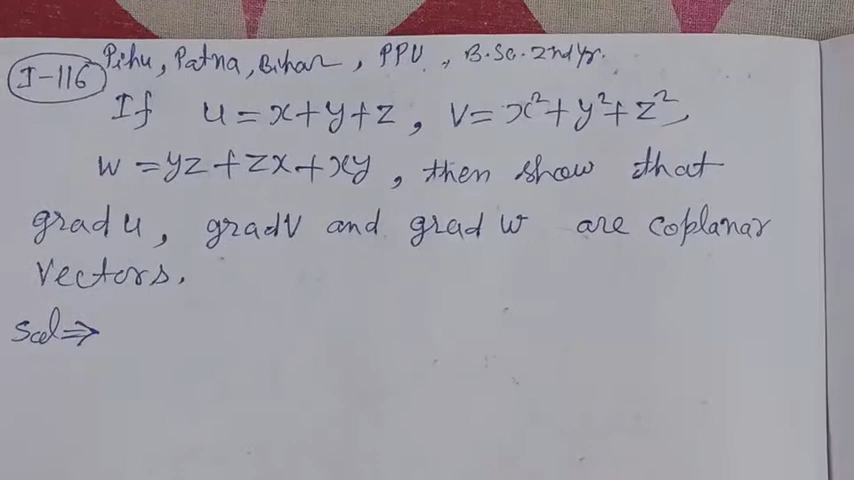 I-116 Pihu, Patna, Bihar, PPU, B.Sc. 2nd yr.
If u = x+y+z, v = x²+y²+z²,
w = yz+zx+xy, then show that
grad u, grad v and grad w are coplanar
vectors.
Sol⇒